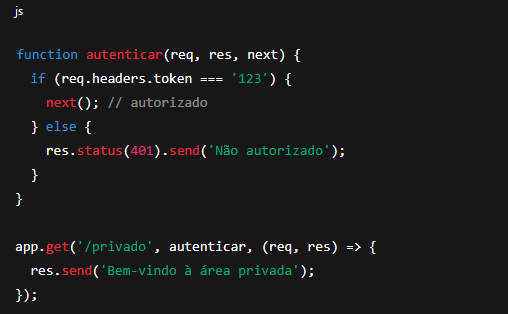 js
function autenticar(req, res, next) {
  if (req.headers.token === '123') {
    next(); // autorizado
  } else {
    res.status(401).send('Não autorizado');
  }
}

app.get('/privado', autenticar, (req, res) => {
  res.send('Bem-vindo à área privada');
});